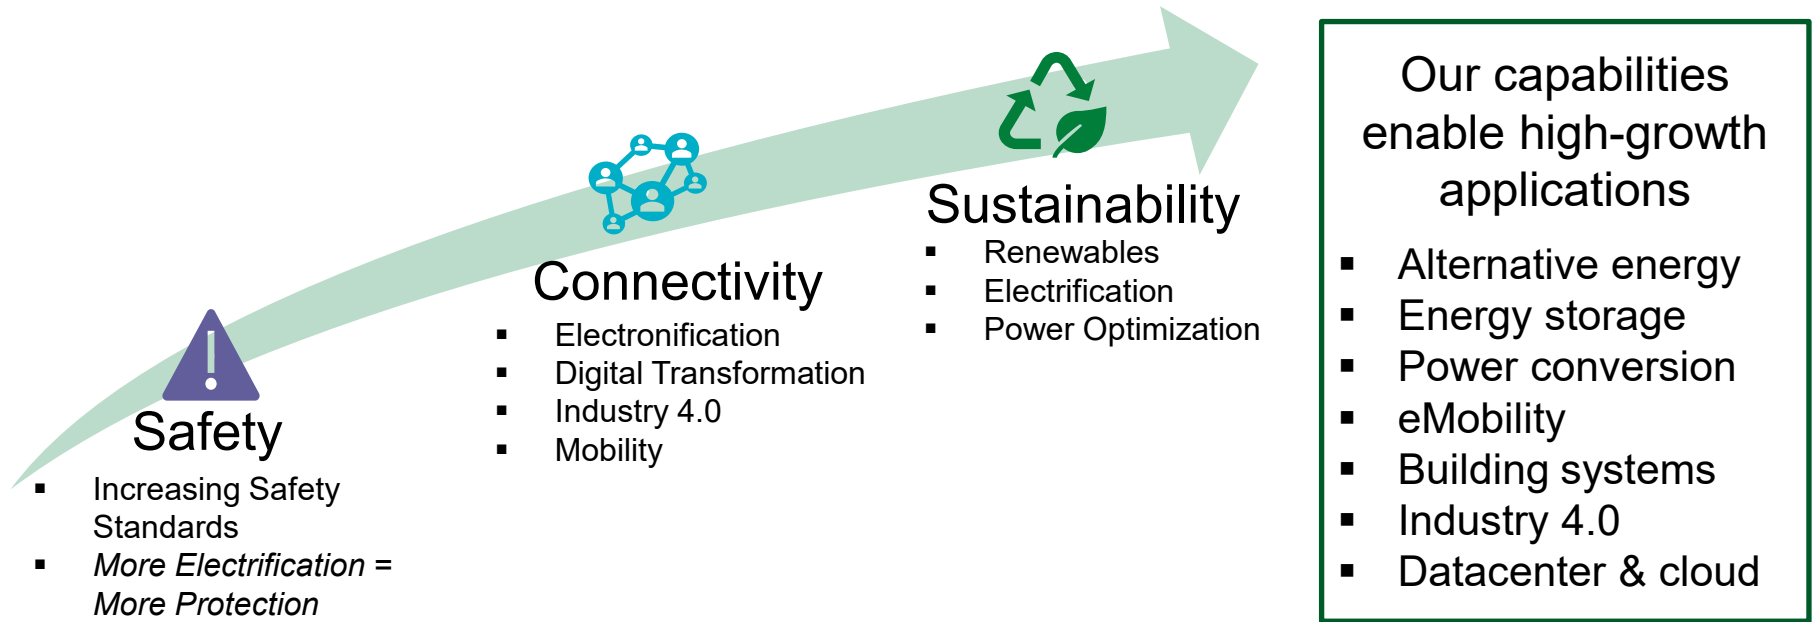 Safety
▪ Increasing Safety
Standards
▪ More Electrification =
More Protection
Connectivity
▪ Electronification
▪ Digital Transformation
▪ Industry 4.0
▪ Mobility
Sustainability
▪ Renewables
▪ Electrification
▪ Power Optimization
Our capabilities
enable high-growth
applications
▪ Alternative energy
▪ Energy storage
▪ Power conversion
▪ eMobility
▪ Building systems
▪ Industry 4.0
▪ Datacenter & cloud